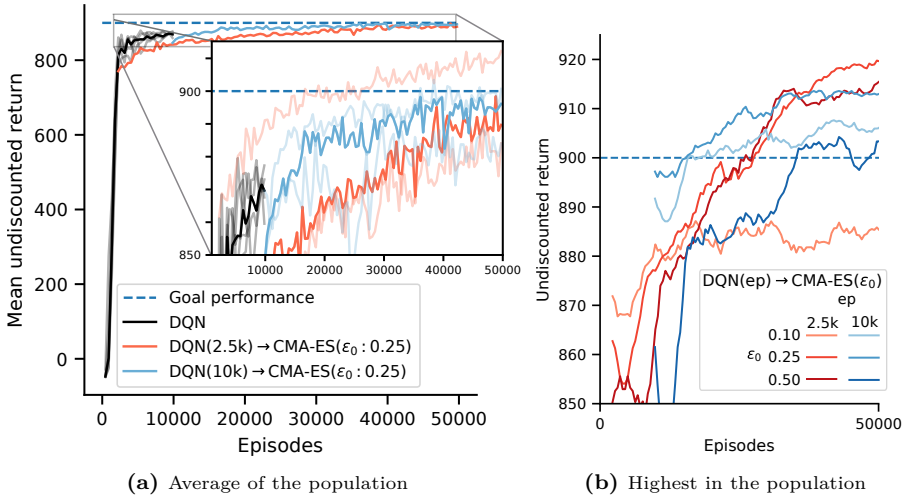 Mean undiscounted return
800
600
400
200
0
900
850
10000
20000
30000
40000
50000
Goal performance
DQN
DQN(2.5k)→CMA-ES(ε₀ : 0.25)
DQN(10k)→CMA-ES(ε₀ : 0.25)
0
10000
20000
30000
40000
50000
Episodes
(a) Average of the population
Undiscounted return
920
910
900
890
880
870
860
850
DQN(ep)→CMA-ES(ε₀)
ep
2.5k 10k
0.10
ε₀ 0.25
0.50
0
50000
Episodes
(b) Highest in the population